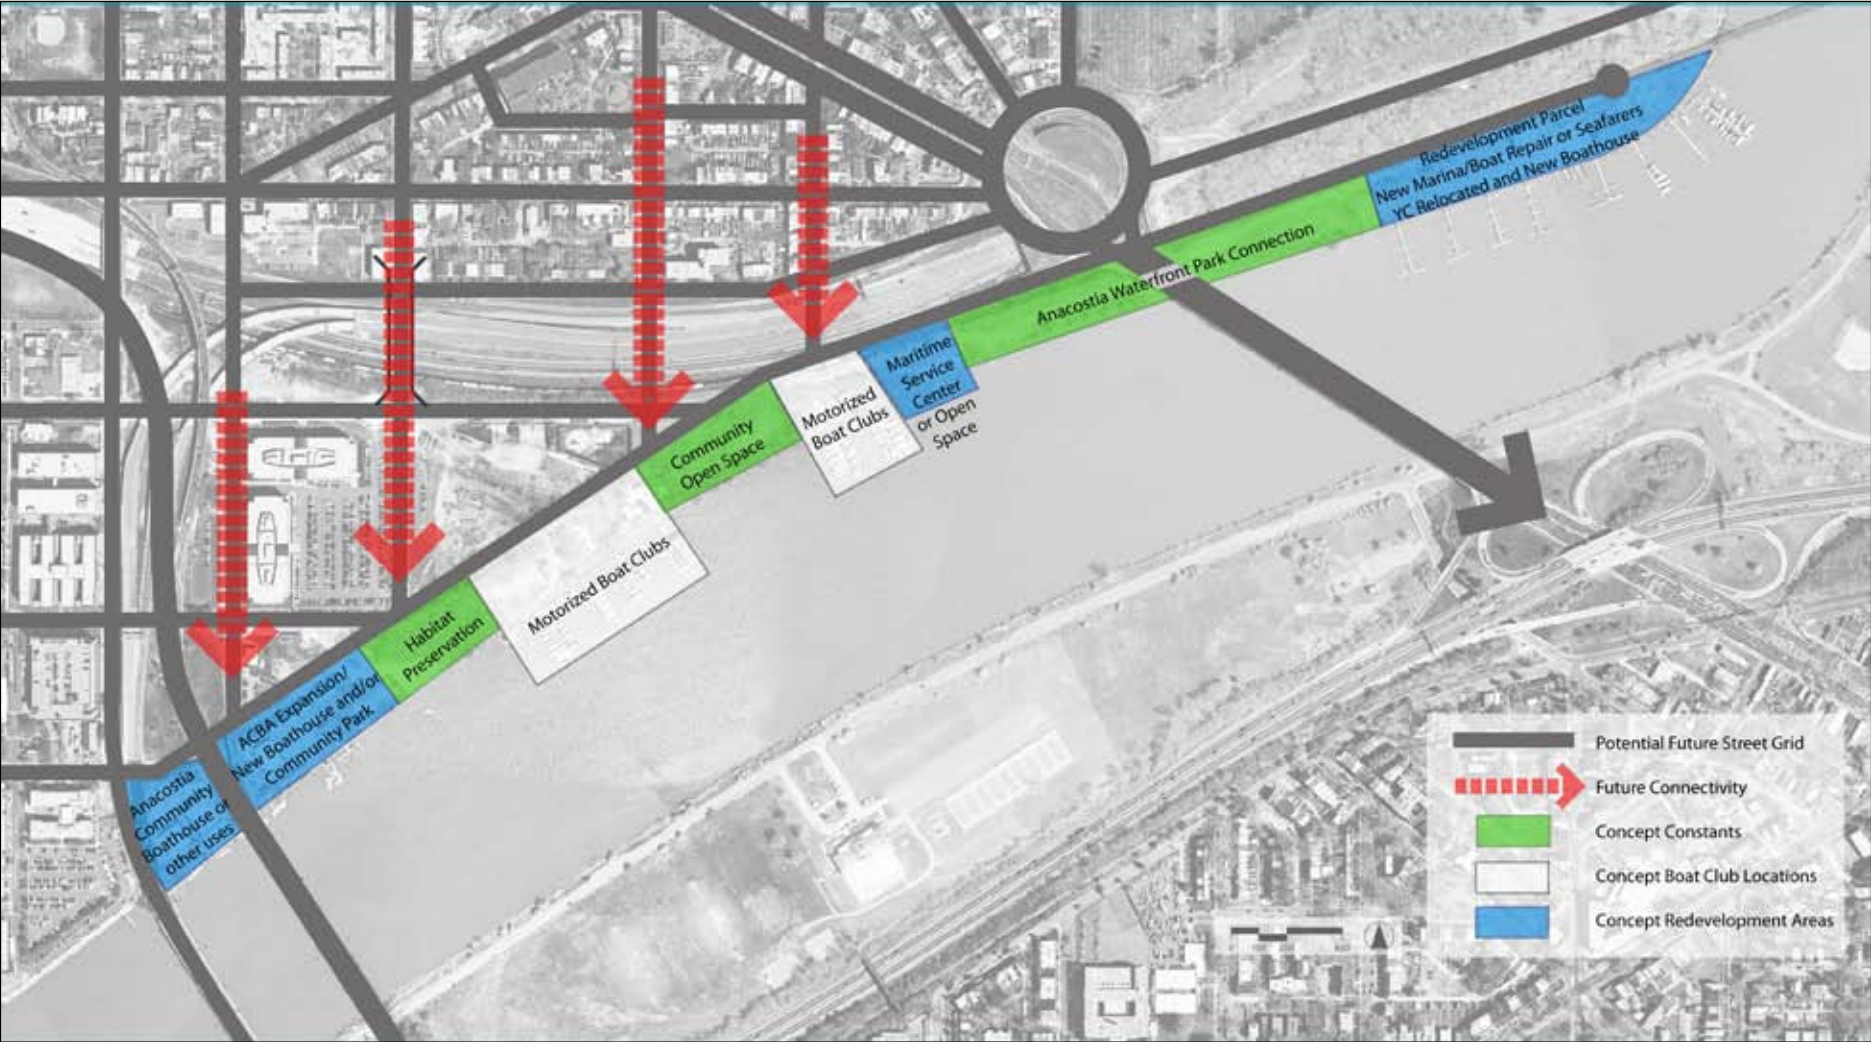 Redevelopment Parcel
New Marina/Boat Repair or Seafarers
YC Relocated and New Boathouse
Anacostia Waterfront Park Connection
Maritime
Service
Center
or Open
Space
Motorized
Boat Clubs
Community
Open Space
Motorized Boat Clubs
Habitat
Preservation
ACBA Expansion/
New Boathouse and/or
Community Park
Anacostia
Community
Boathouse or
other uses
Potential Future Street Grid
Future Connectivity
Concept Constants
Concept Boat Club Locations
Concept Redevelopment Areas